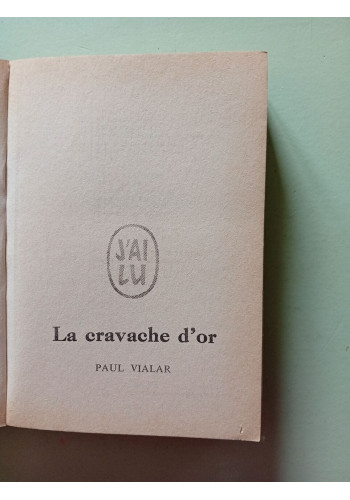 J'AI
LU
La cravache d'or
PAUL VIALAR